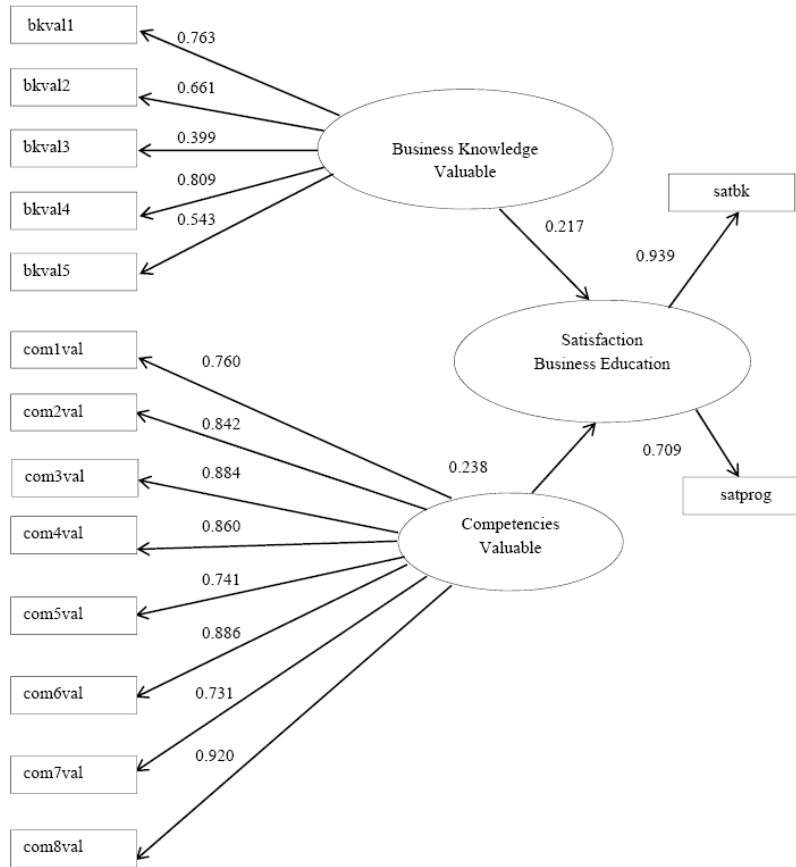 bkval1
0.763
bkval2
0.661
bkval3
0.399
bkval4
0.809
bkval5
0.543
Business Knowledge
Valuable
0.217
satbk
0.939
Satisfaction
Business Education
0.709
satprog
0.238
com1val
0.760
com2val
0.842
com3val
0.884
com4val
0.860
com5val
0.741
com6val
0.886
com7val
0.731
com8val
0.920
Competencies
Valuable